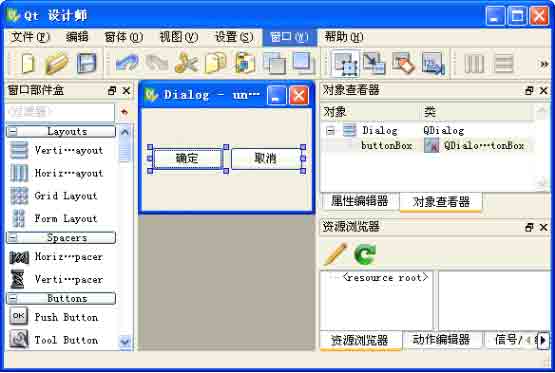 Qt 设计师
文件(F) 编辑 窗体(O) 视图(V) 设置(S) 窗口(W) 帮助(H)
窗口部件盒
<过滤器>
Layouts
Verti…ayout
Horiz…ayout
Grid Layout
Form Layout
Spacers
Horiz…pacer
Verti…pacer
Buttons
OK
Push Button
Tool Button
Dialog - un…
确定 取消
对象查看器
对象 类
Dialog QDialog
buttonBox QDialo…tonBox
属性编辑器 对象查看器
资源浏览器
<resource root>
资源浏览器 动作编辑器 信号/